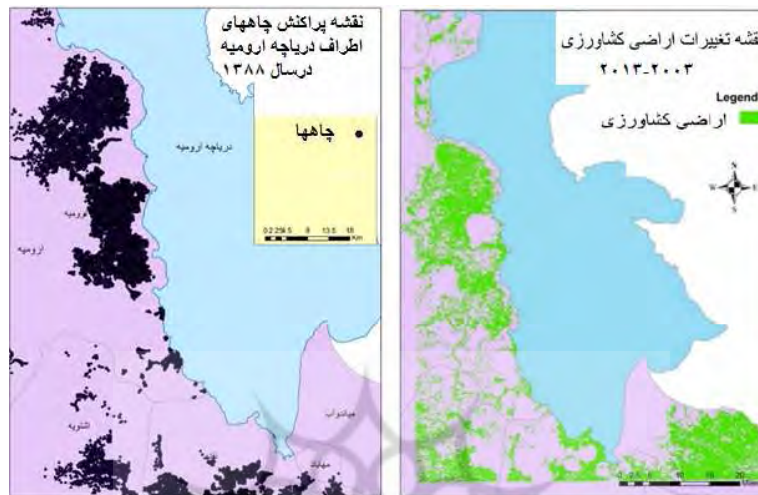 نقشه پراکنش چاههای
اطراف دریاچه ارومیه
درسال ۱۳۸۸
چاهها
دریاچه ارومیه
ارومیه
ارومیه
میاندوآب
اشنویه
مهاباد
Km
نقشه تغییرات اراضی کشاورزی
۲۰۰۳-۲۰۱۳
Legend
اراضی کشاورزی
N
W E
S